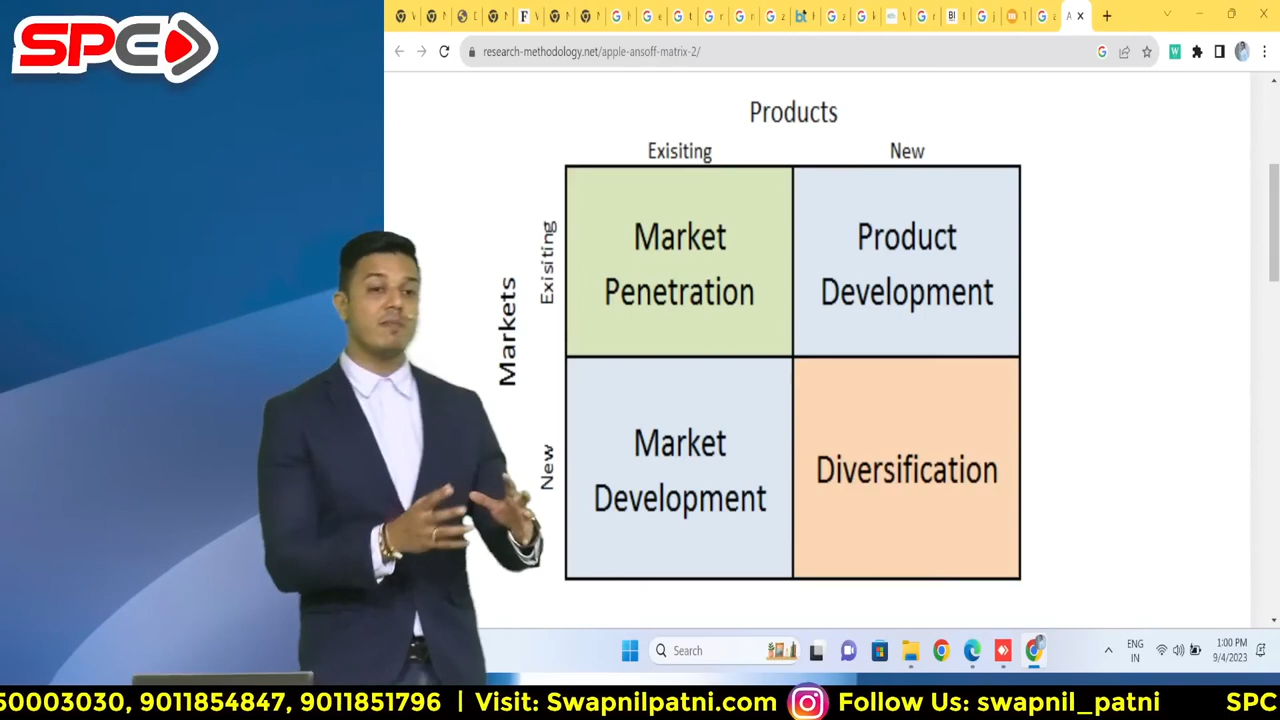 SPC
research-methodology.net/apple-ansoff-matrix-2/
Products
Exisiting
New
Markets
Exisiting
New
Market
Penetration
Product
Development
Market
Development
Diversification
Search
ENG
IN
1:00 PM
9/4/2023
50003030, 9011854847, 9011851796 | Visit: Swapnilpatni.com Follow Us: swapnil_patni SPC